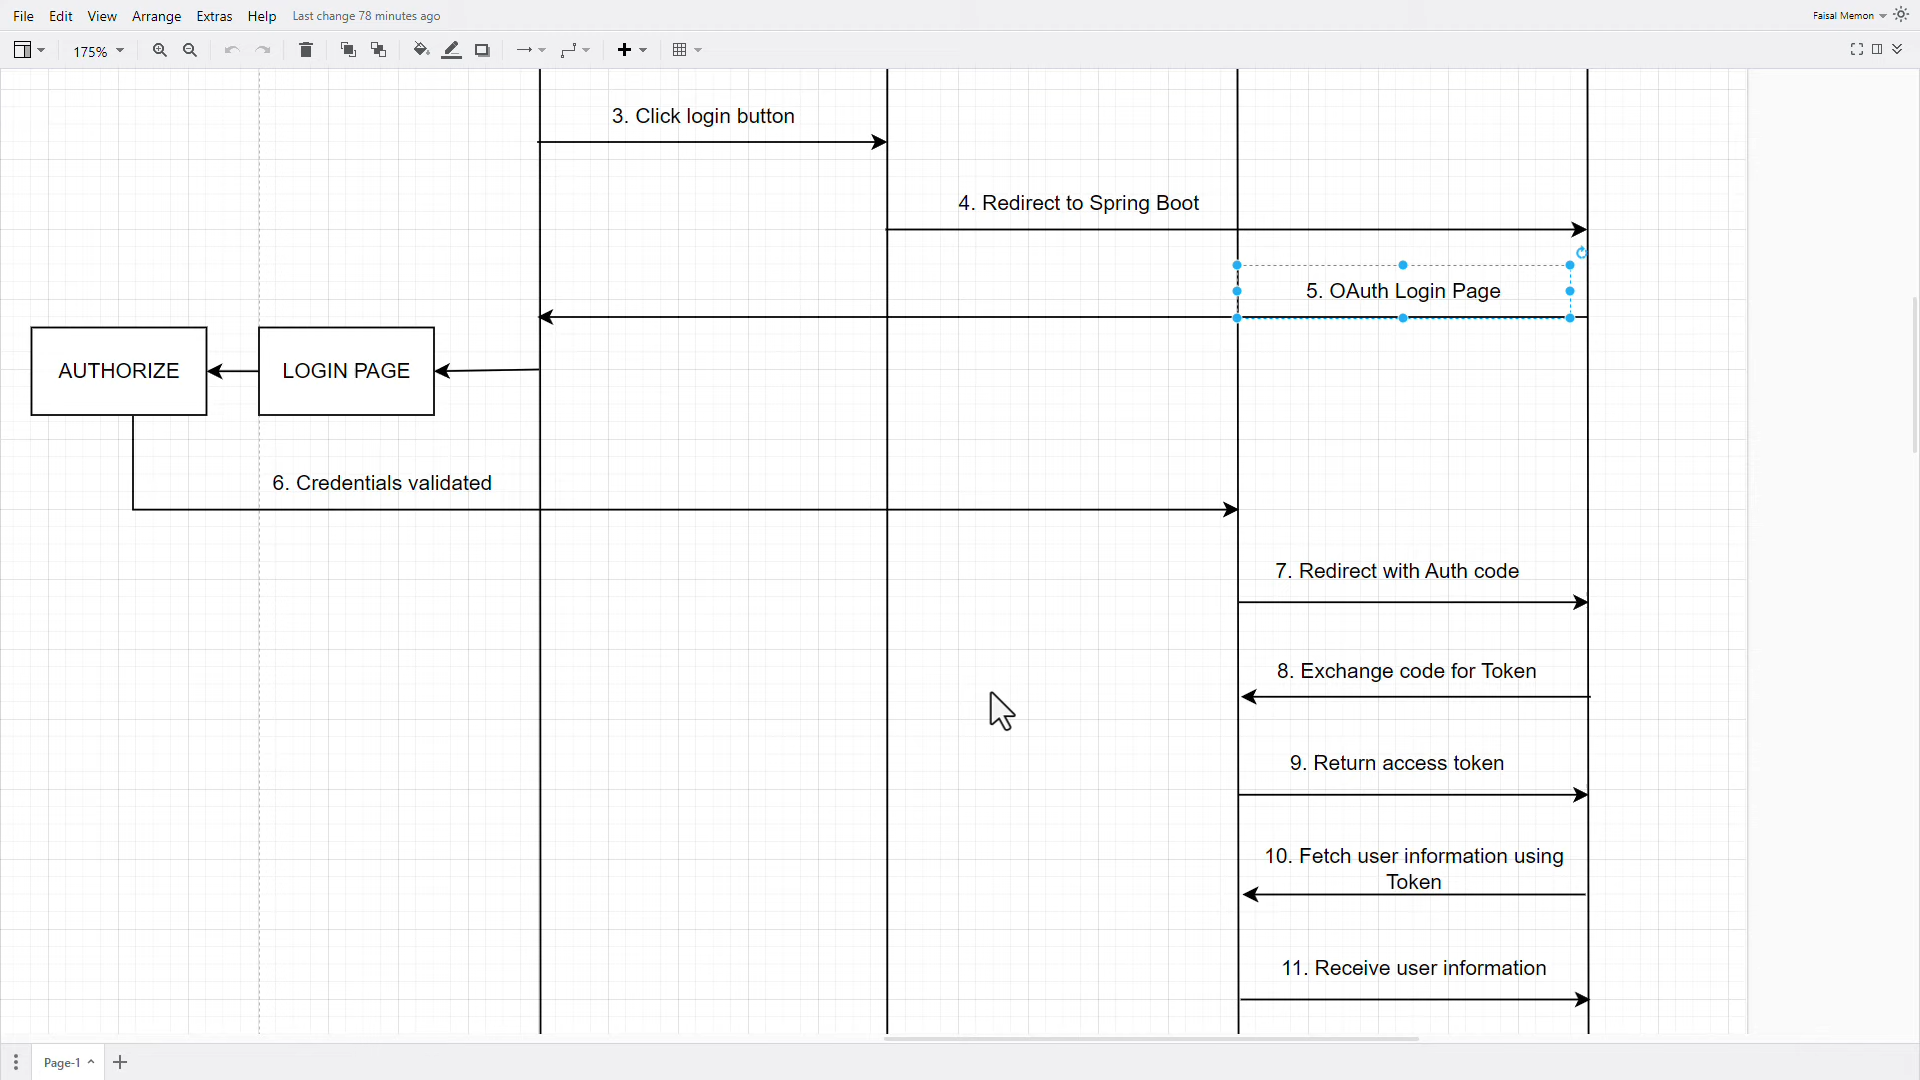 File Edit View Arrange Extras Help Last change 78 minutes ago
Faisal Memon
175%
3. Click login button
4. Redirect to Spring Boot
5. OAuth Login Page
AUTHORIZE
LOGIN PAGE
6. Credentials validated
7. Redirect with Auth code
8. Exchange code for Token
9. Return access token
10. Fetch user information using
Token
11. Receive user information
Page-1